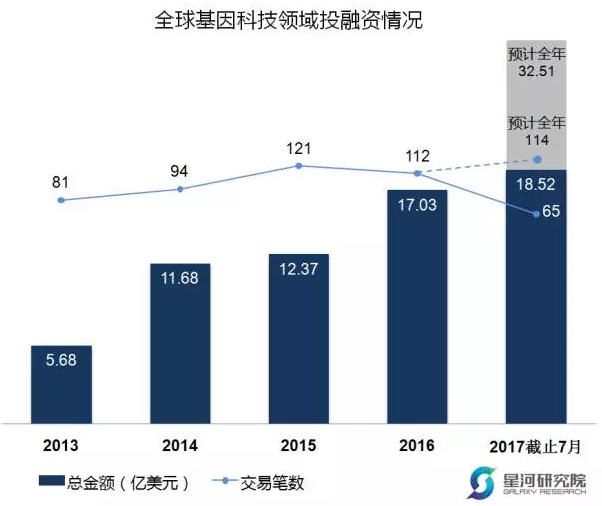 全球基因科技领域投融资情况
预计全年
32.51
预计全年
114
81
94
121
112
65
5.68
11.68
12.37
17.03
18.52
2013
2014
2015
2016
2017截止7月
总金额（亿美元）
交易笔数
星河研究院
GALAXY RESEARCH